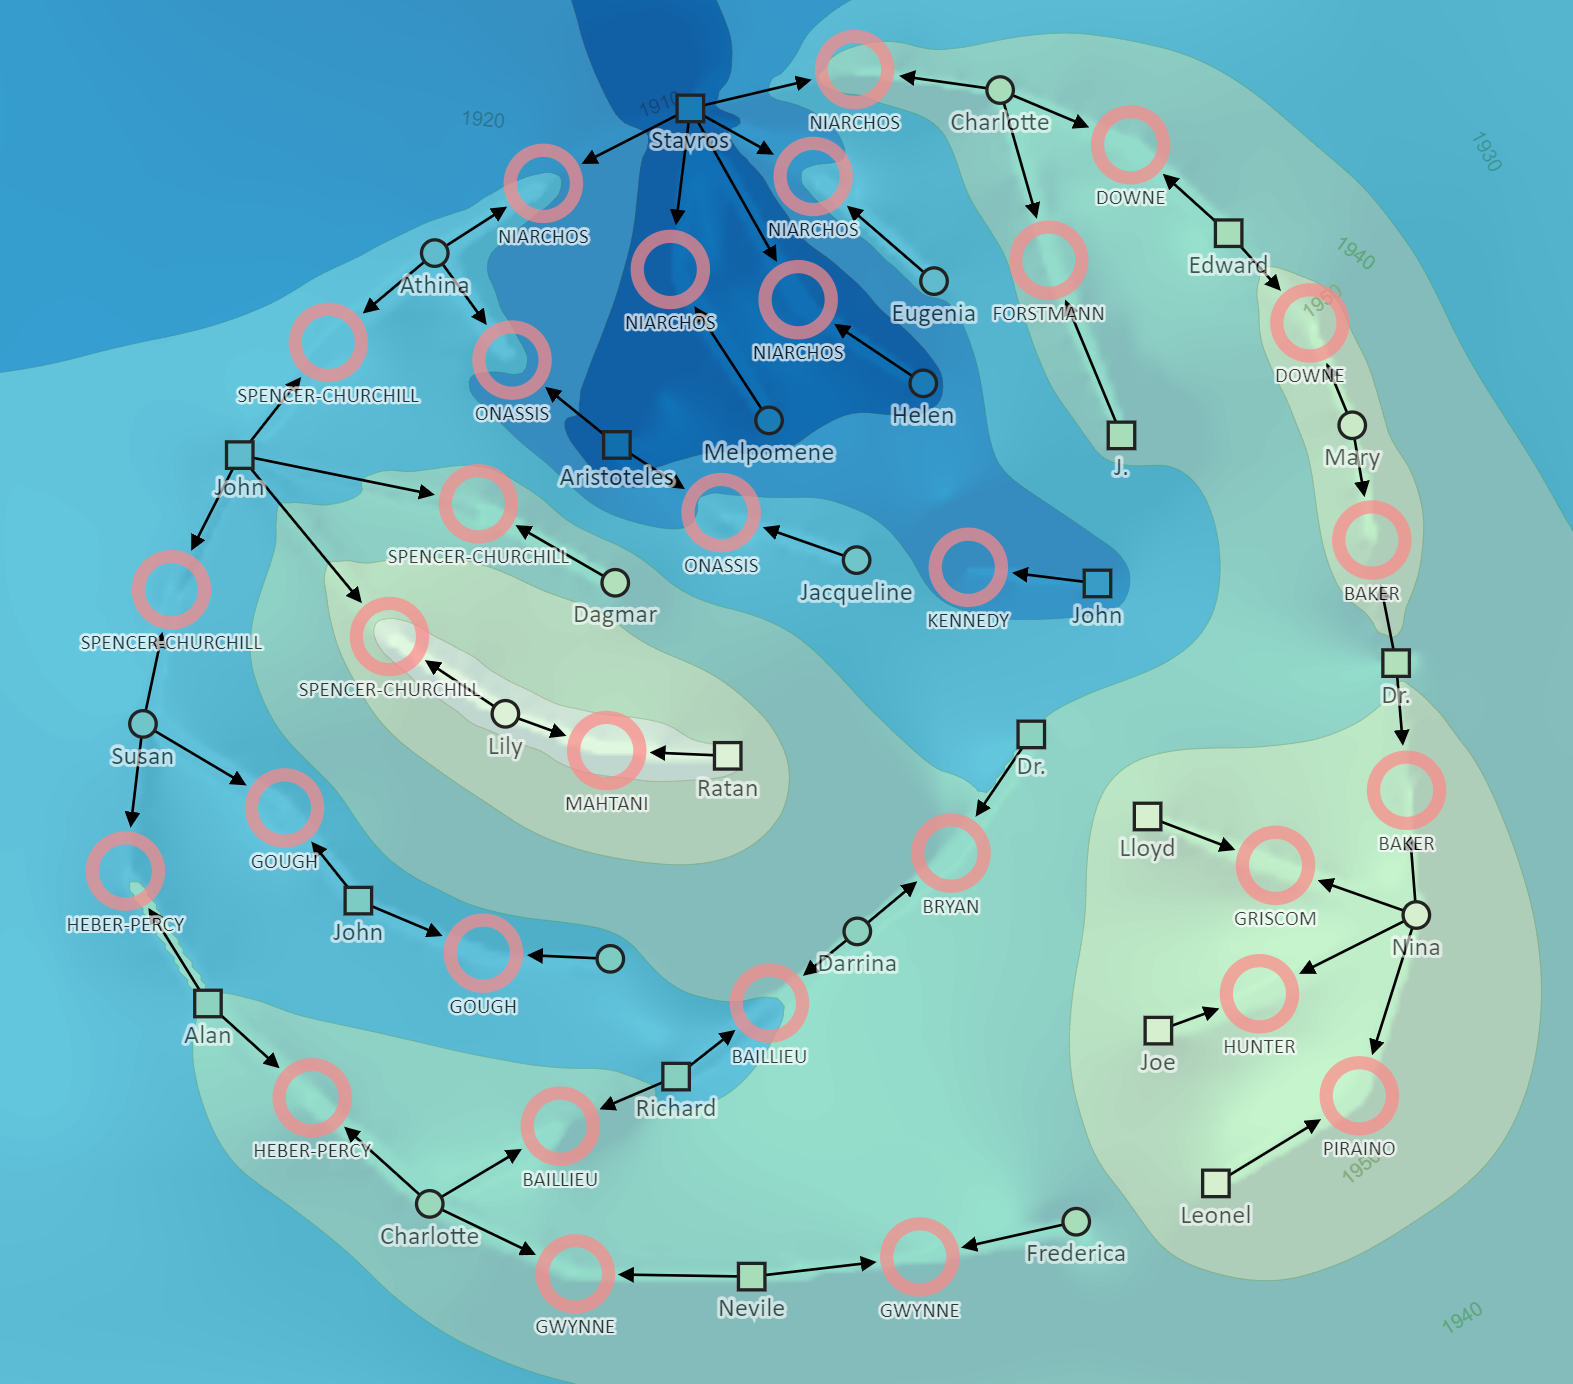 1910
1920
Stavros
NIARCHOS
Charlotte
1930
DOWNE
NIARCHOS
NIARCHOS
Edward
1940
Athina
Eugenia
FORSTMANN
1950
NIARCHOS
NIARCHOS
DOWNE
SPENCER-CHURCHILL
ONASSIS
Helen
Melpomene
Mary
J.
Aristoteles
John
SPENCER-CHURCHILL
ONASSIS
Jacqueline
BAKER
Dagmar
KENNEDY
John
SPENCER-CHURCHILL
SPENCER-CHURCHILL
Dr.
Lily
Susan
Dr.
Ratan
MAHTANI
Lloyd
BAKER
GOUGH
BRYAN
GRISCOM
HEBER-PERCY
John
Nina
Darrina
GOUGH
Alan
HUNTER
BAILLIEU
Joe
Richard
HEBER-PERCY
PIRAINO
1950
BAILLIEU
Leonel
Charlotte
Frederica
Nevile
GWYNNE
GWYNNE
1940